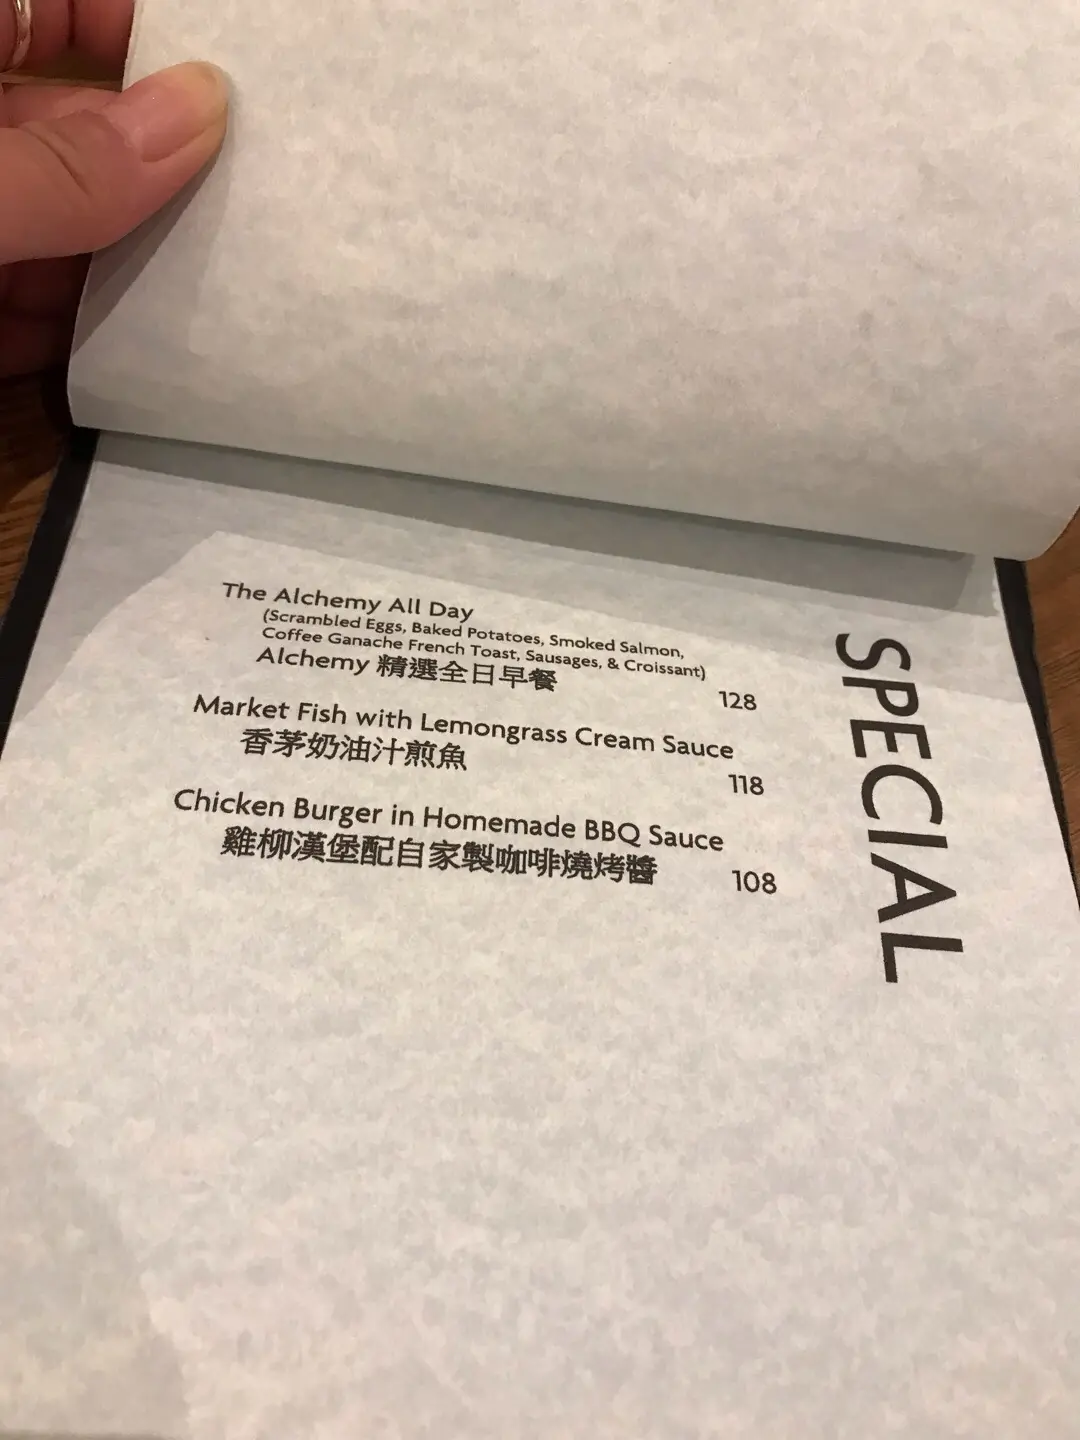 SPECIAL
The Alchemy All Day
(Scrambled Eggs, Baked Potatoes, Smoked Salmon,
Coffee Ganache French Toast, Sausages, & Croissant)
Alchemy 精選全日早餐
128
Market Fish with Lemongrass Cream Sauce
香茅奶油汁煎魚
118
Chicken Burger in Homemade BBQ Sauce
雞柳漢堡配自家製咖啡燒烤醬
108